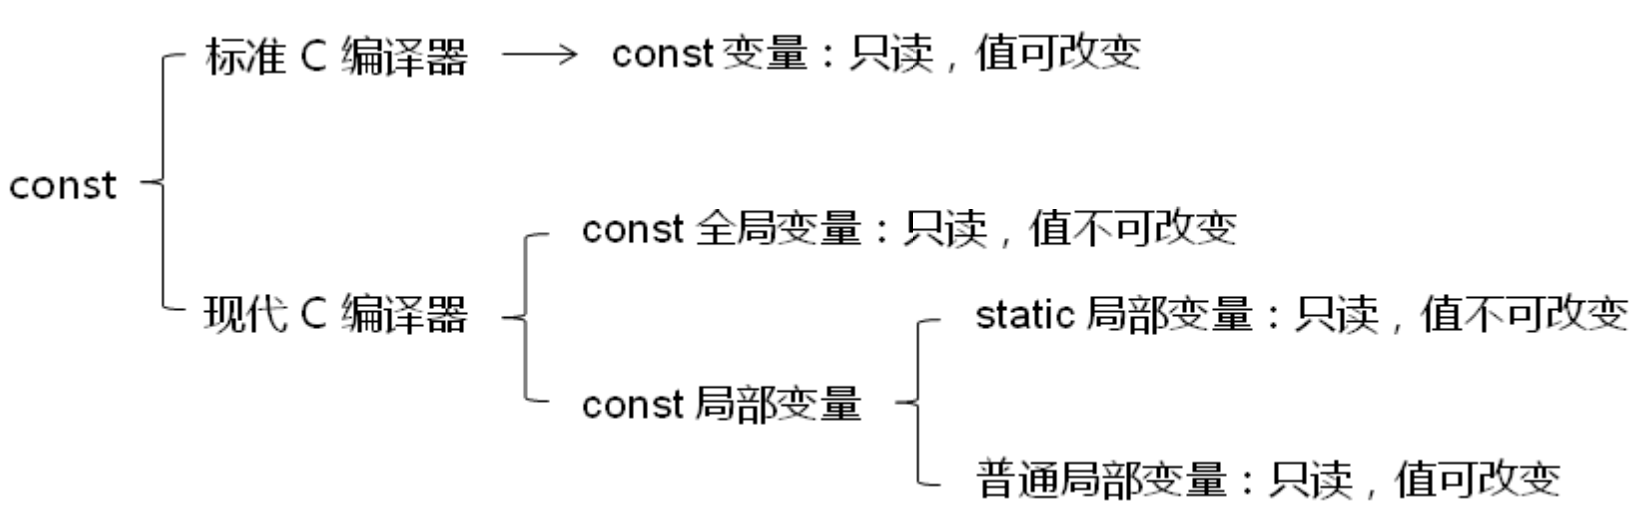 标准 C 编译器 → const 变量：只读，值可改变
const
const 全局变量：只读，值不可改变
现代 C 编译器
static 局部变量：只读，值不可改变
const 局部变量
普通局部变量：只读，值可改变